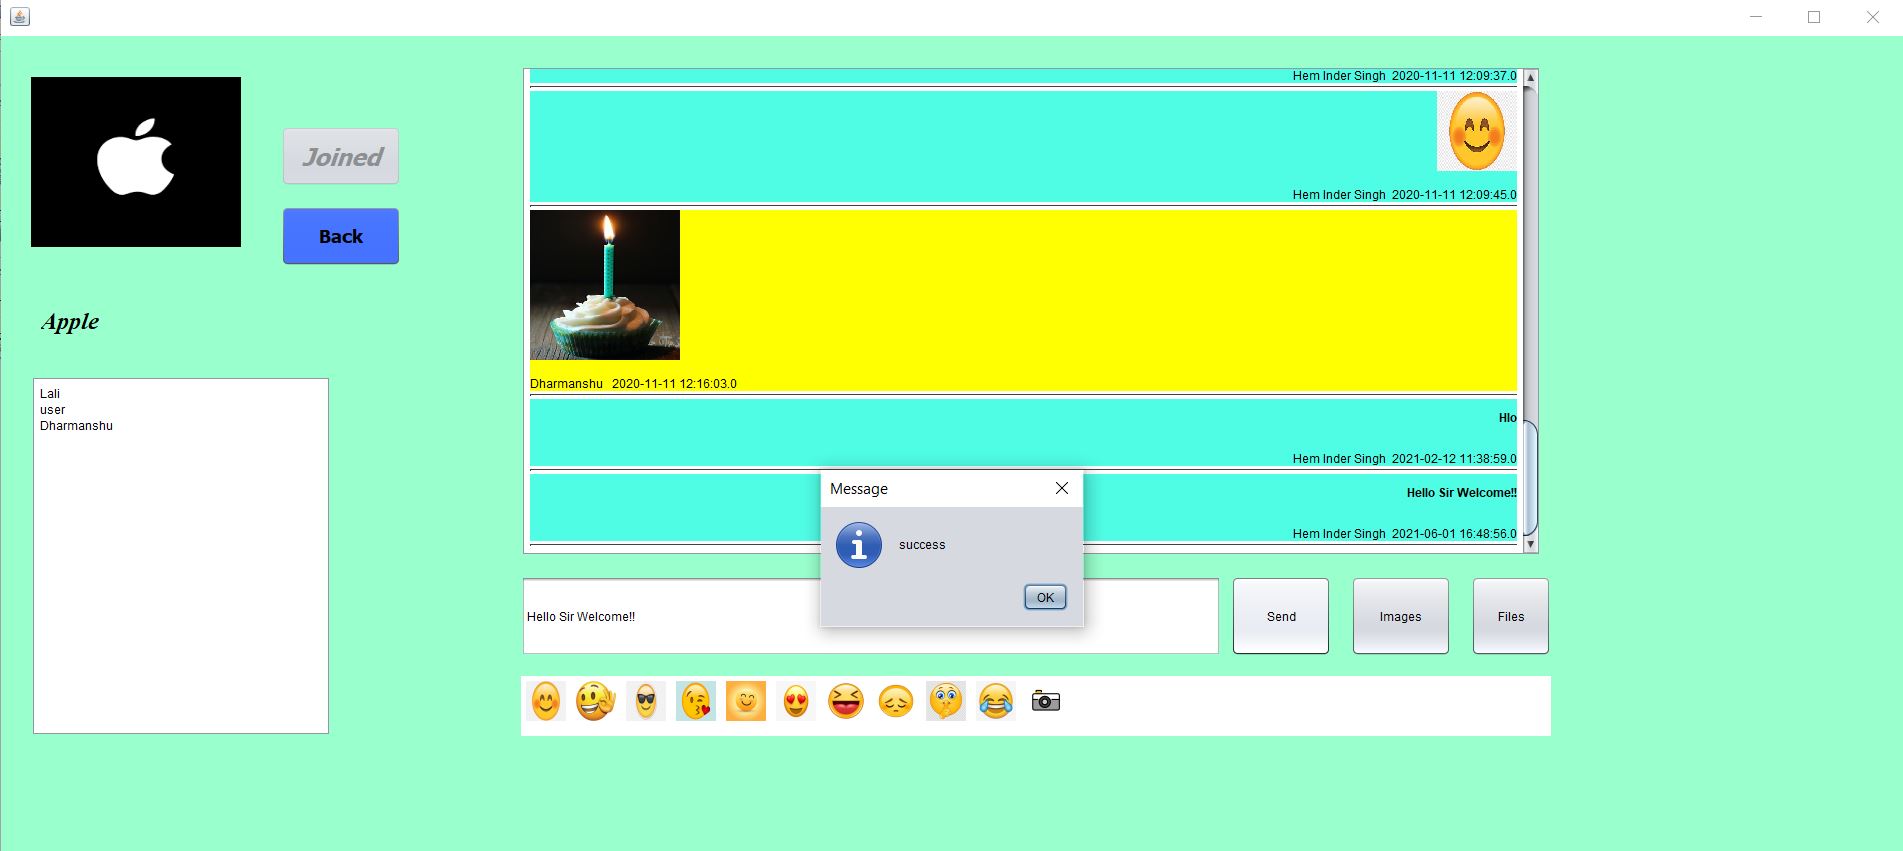 Joined
Back
Apple
Lali
user
Dharmanshu
Hem Inder Singh 2020-11-11 12:09:37.0
Hem Inder Singh 2020-11-11 12:09:45.0
Dharmanshu 2020-11-11 12:16:03.0
Hlo
Hem Inder Singh 2021-02-12 11:38:59.0
Hello Sir Welcome!!
Hem Inder Singh 2021-06-01 16:48:56.0
Message
success
OK
Hello Sir Welcome!!
Send
Images
Files